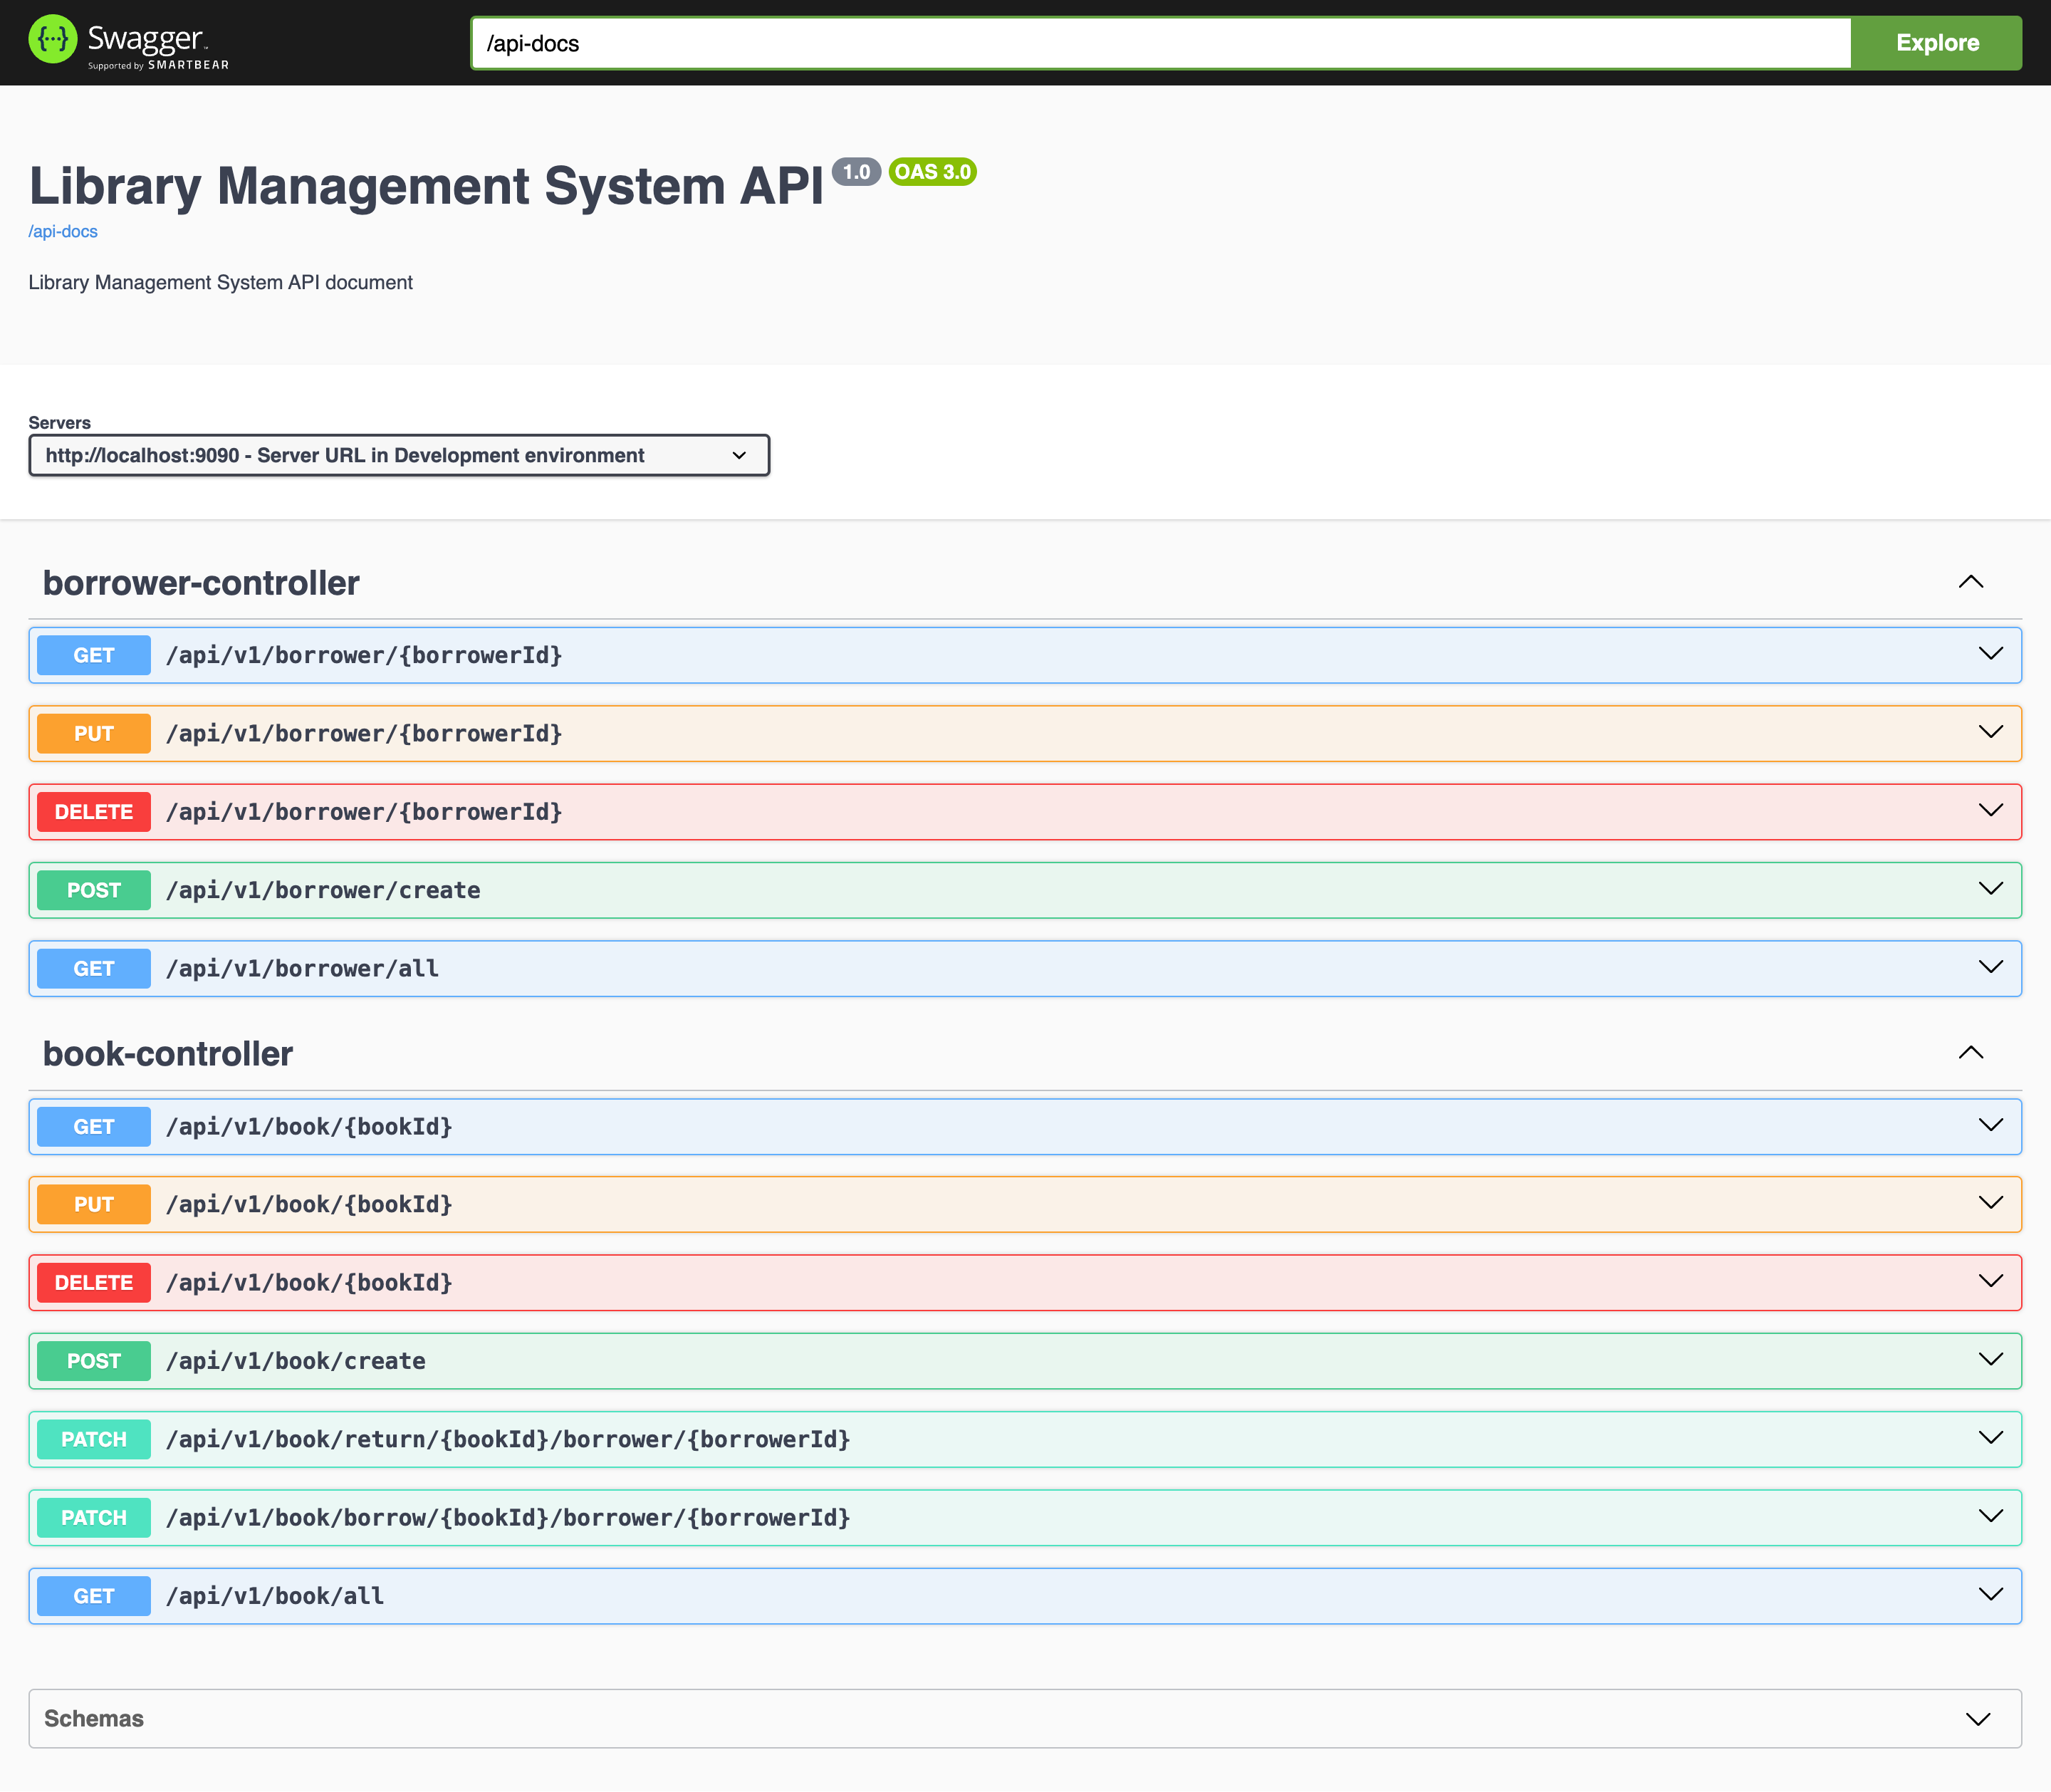 {···} Swagger™
Supported by SMARTBEAR
/api-docs
Explore
Library Management System API 1.0 OAS 3.0
/api-docs
Library Management System API document
Servers
http://localhost:9090 - Server URL in Development environment
borrower-controller
GET /api/v1/borrower/{borrowerId}
PUT /api/v1/borrower/{borrowerId}
DELETE /api/v1/borrower/{borrowerId}
POST /api/v1/borrower/create
GET /api/v1/borrower/all
book-controller
GET /api/v1/book/{bookId}
PUT /api/v1/book/{bookId}
DELETE /api/v1/book/{bookId}
POST /api/v1/book/create
PATCH /api/v1/book/return/{bookId}/borrower/{borrowerId}
PATCH /api/v1/book/borrow/{bookId}/borrower/{borrowerId}
GET /api/v1/book/all
Schemas